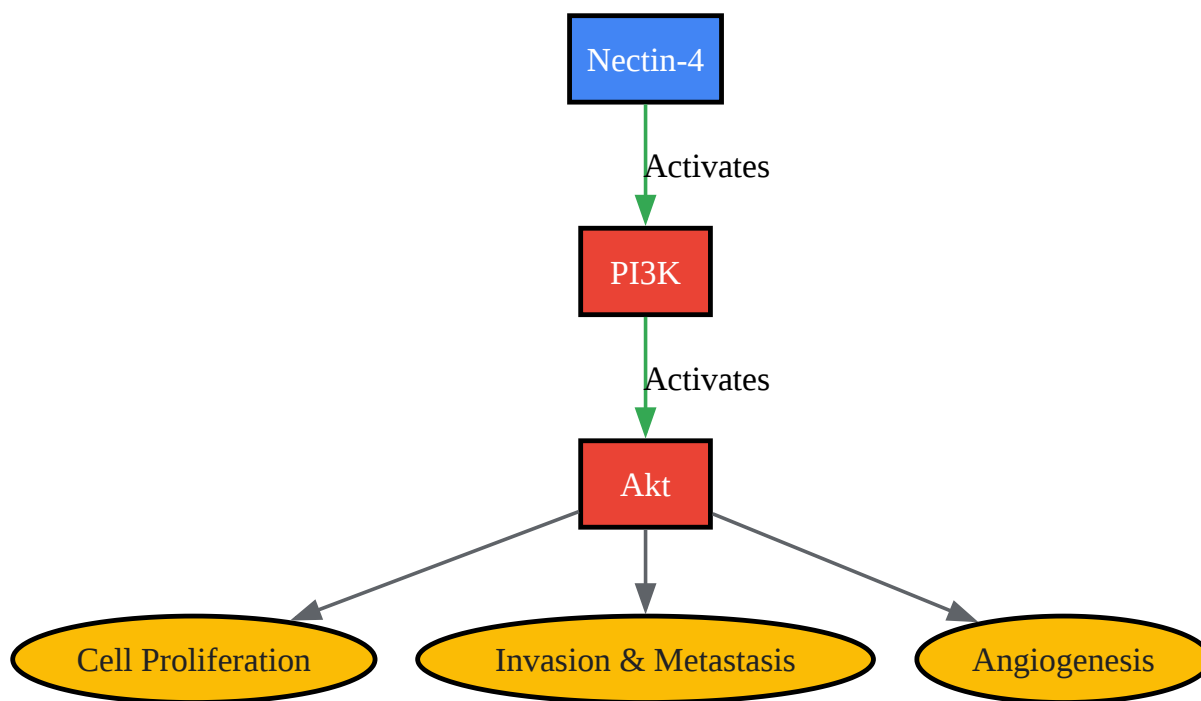 Nectin-4
Activates
PI3K
Activates
Akt
Cell Proliferation
Invasion & Metastasis
Angiogenesis